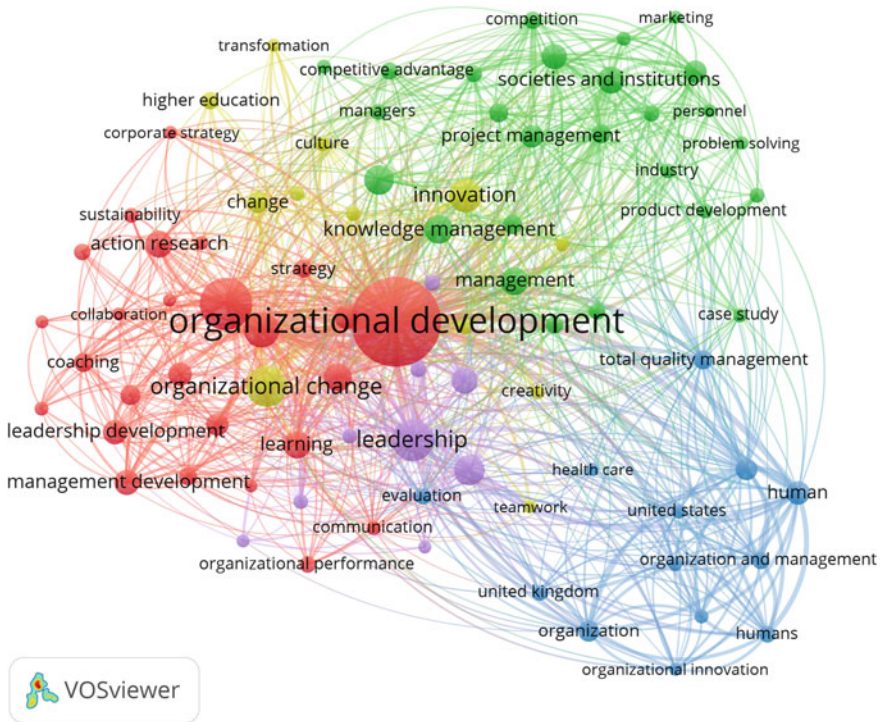 competition
marketing
transformation
competitive advantage
societies and institutions
higher education
managers
personnel
corporate strategy
culture
project management
problem solving
industry
change
innovation
sustainability
product development
action research
knowledge management
strategy
management
collaboration
organizational development
case study
coaching
total quality management
organizational change
creativity
leadership development
learning
leadership
health care
management development
evaluation
human
teamwork
united states
communication
organizational performance
organization and management
united kingdom
organization
humans
organizational innovation
VOSviewer